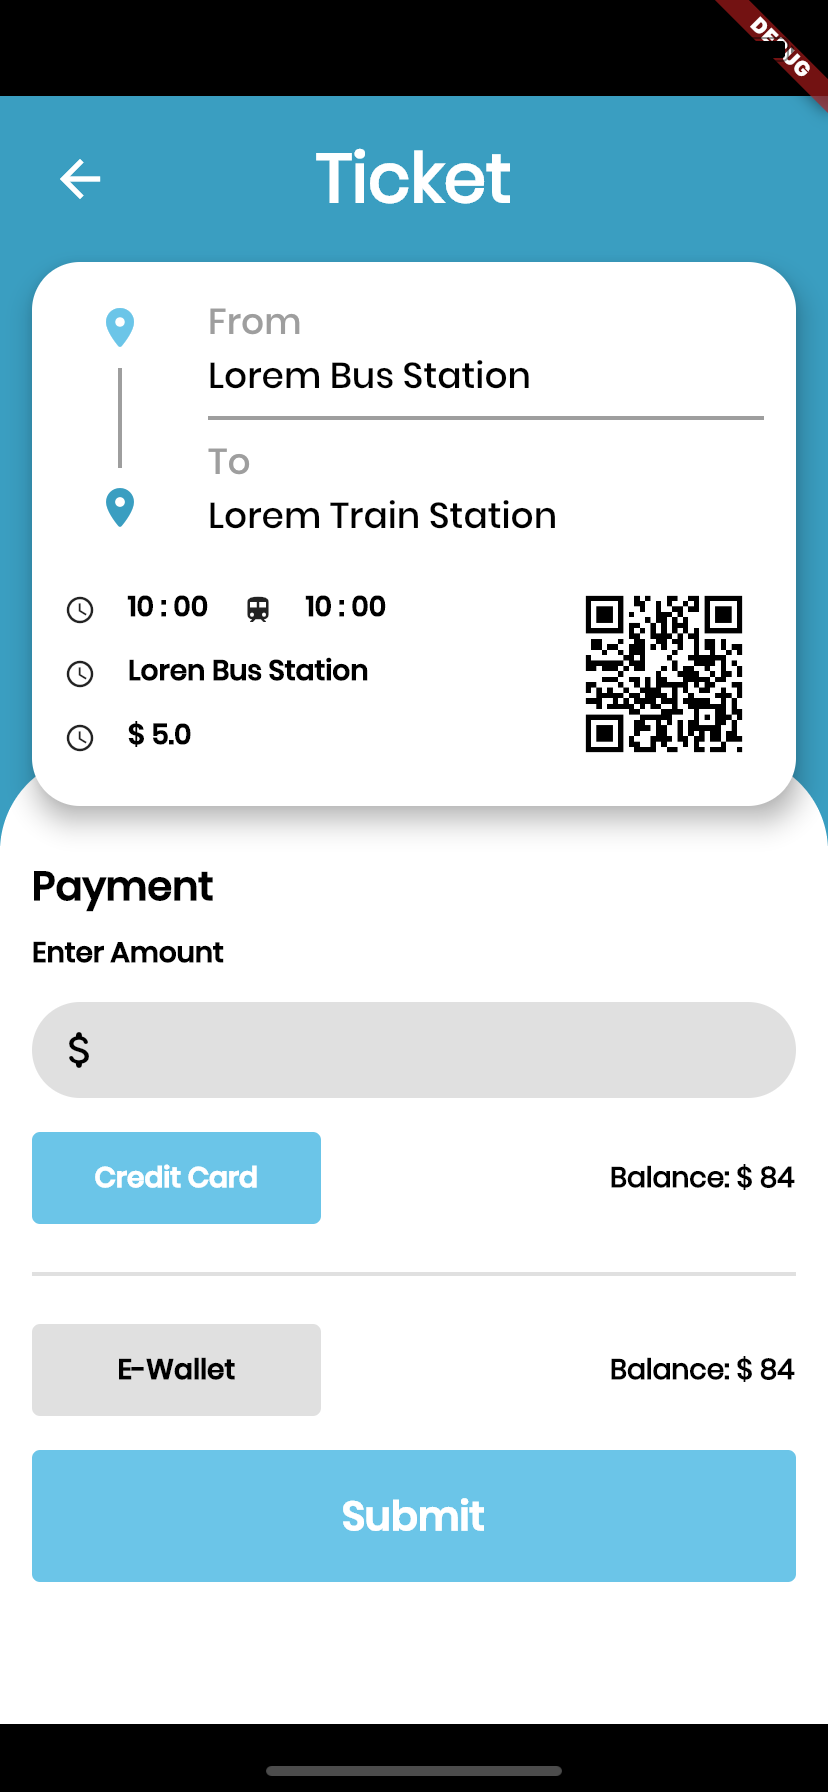 DEBUG
Ticket
From
Lorem Bus Station
To
Lorem Train Station
10 : 00 10 : 00
Loren Bus Station
$ 5.0
Payment
Enter Amount
$
Credit Card Balance: $ 84
E-Wallet Balance: $ 84
Submit